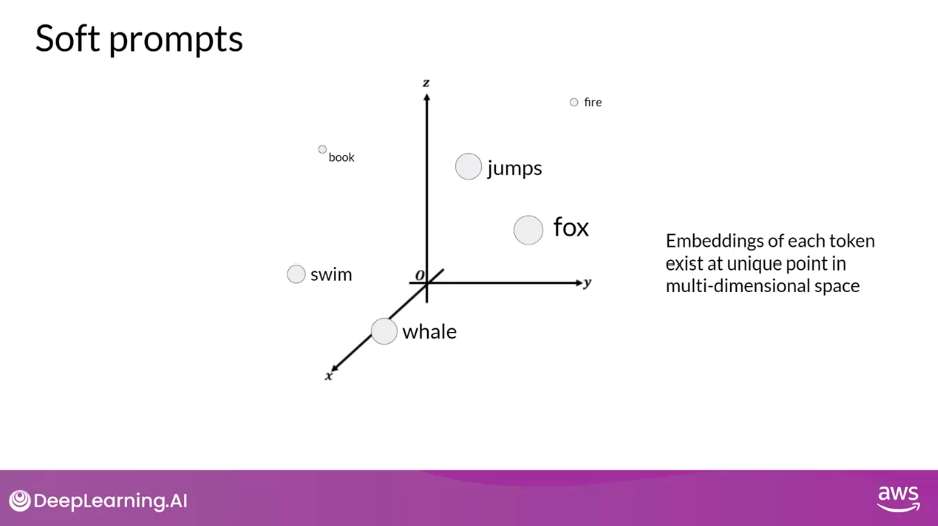 Soft prompts
z
fire
book
jumps
fox
Embeddings of each token
exist at unique point in
multi-dimensional space
swim
O
y
whale
x
DeepLearning.AI
aws